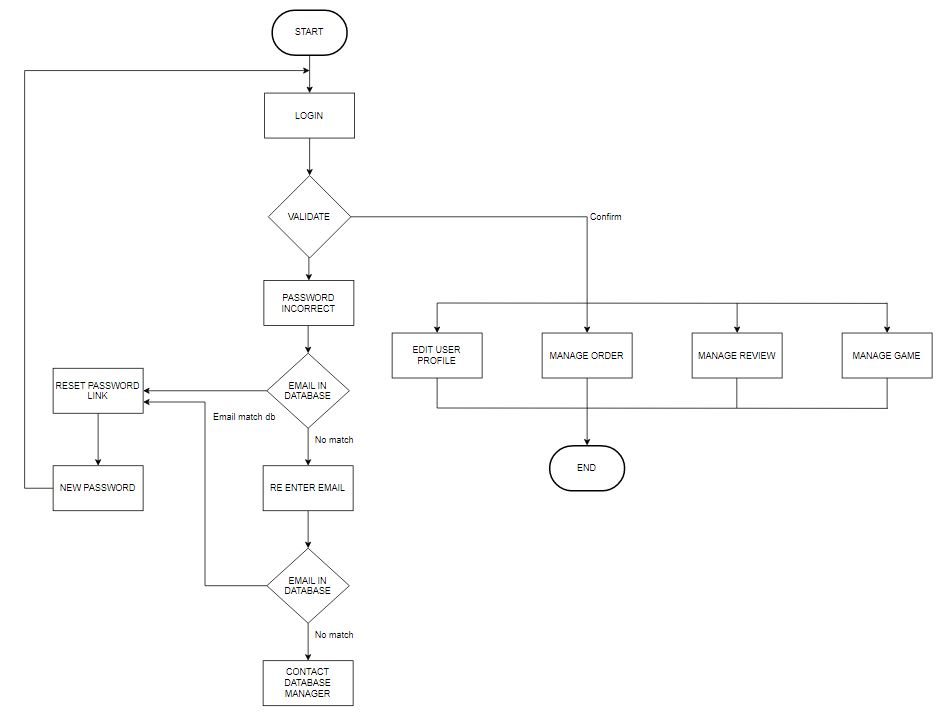 START
LOGIN
VALIDATE
Confirm
PASSWORD
INCORRECT
EDIT USER
PROFILE
MANAGE ORDER
MANAGE REVIEW
MANAGE GAME
RESET PASSWORD
LINK
EMAIL IN
DATABASE
Email match db
No match
END
NEW PASSWORD
RE ENTER EMAIL
EMAIL IN
DATABASE
No match
CONTACT
DATABASE
MANAGER